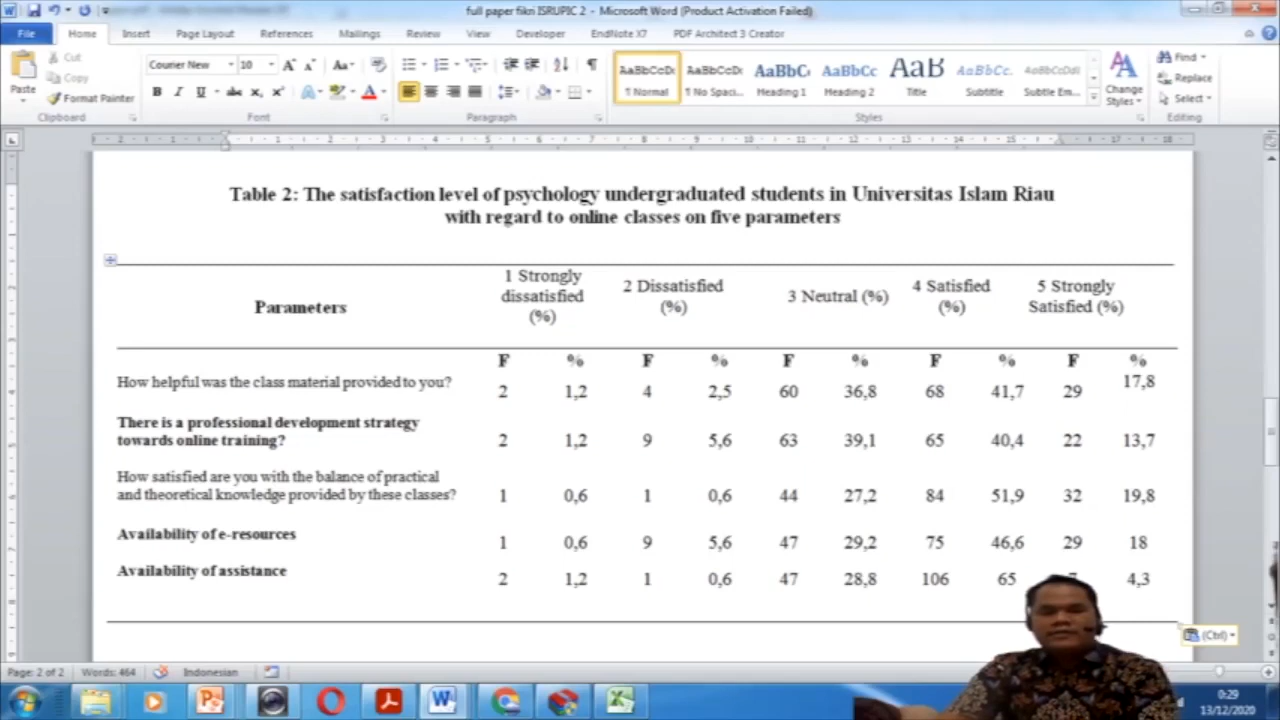 full paper fikri ISRUPIC 2 - Microsoft Word (Product Activation Failed)
File Home Insert Page Layout References Mailings Review View Developer EndNote X7 PDF Architect 3 Creator
Cut
Copy
Format Painter
Paste
Courier New 10
AaBbCcDc AaBbCcDc AaBbC AaBbCc AaB AaBbCc. AaBbCcDc
¶ Normal ¶ No Spaci... Heading 1 Heading 2 Title Subtitle Subtle Em...
Change Styles
Find
Replace
Select
Clipboard Font Paragraph Styles Editing
Table 2: The satisfaction level of psychology undergraduated students in Universitas Islam Riau
with regard to online classes on five parameters
Parameters
1 Strongly
dissatisfied
(%)
2 Dissatisfied
(%)
3 Neutral (%)
4 Satisfied
(%)
5 Strongly
Satisfied (%)
F % F % F % F % F %
How helpful was the class material provided to you? 2 1,2 4 2,5 60 36,8 68 41,7 29 17,8
There is a professional development strategy
towards online training? 2 1,2 9 5,6 63 39,1 65 40,4 22 13,7
How satisfied are you with the balance of practical
and theoretical knowledge provided by these classes? 1 0,6 1 0,6 44 27,2 84 51,9 32 19,8
Availability of e-resources 1 0,6 9 5,6 47 29,2 75 46,6 29 18
Availability of assistance 2 1,2 1 0,6 47 28,8 106 65 4,3
(Ctrl)
Page: 2 of 2 Words: 464 Indonesian
0:29
13/12/2020